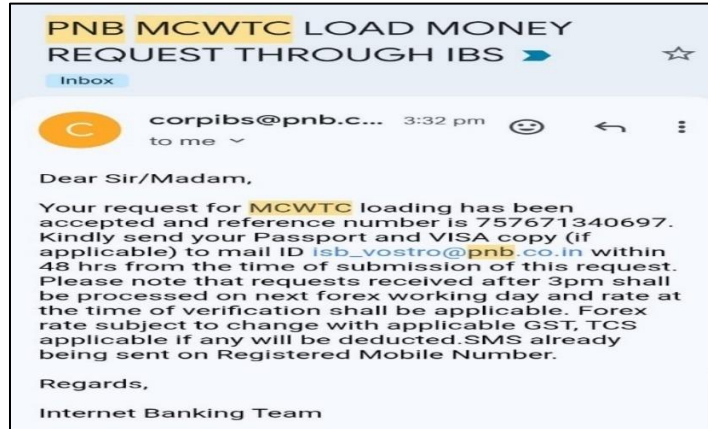 PNB MCWTC LOAD MONEY
REQUEST THROUGH IBS
Inbox
C
corpibs@pnb.c... 3:32 pm
to me
Dear Sir/Madam,
Your request for MCWTC loading has been
accepted and reference number is 757671340697.
Kindly send your Passport and VISA copy (if
applicable) to mail ID isb_vostro@pnb.co.in within
48 hrs from the time of submission of this request.
Please note that requests received after 3pm shall
be processed on next forex working day and rate at
the time of verification shall be applicable. Forex
rate subject to change with applicable GST, TCS
applicable if any will be deducted.SMS already
being sent on Registered Mobile Number.
Regards,
Internet Banking Team